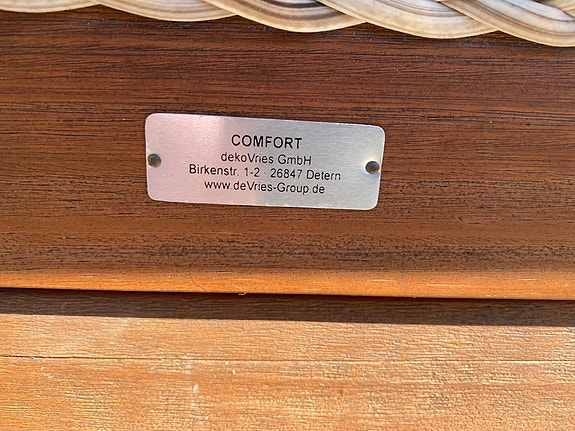 COMFORT
dekoVries GmbH
Birkenstr. 1-2 · 26847 Detern
www.deVries-Group.de